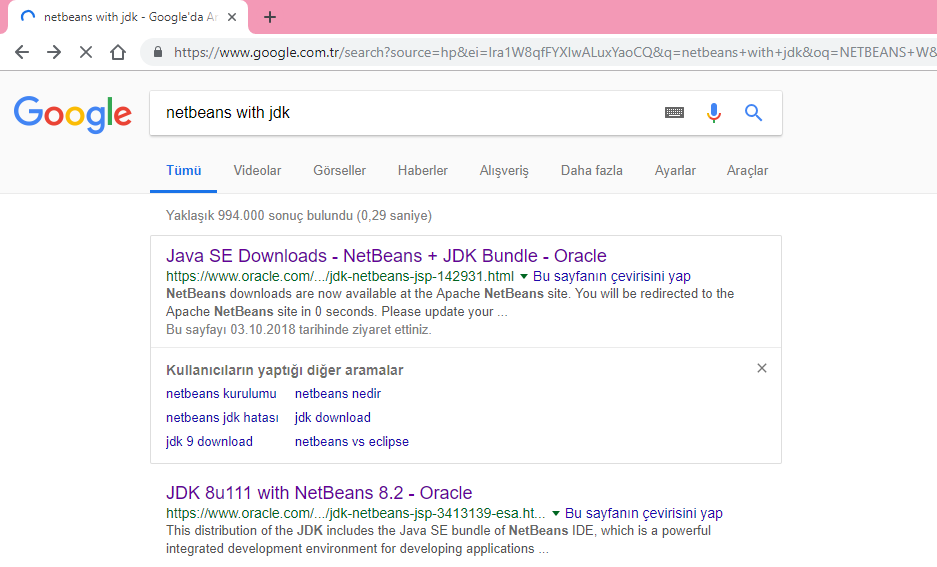 netbeans with jdk - Google'da Ar
https://www.google.com.tr/search?source=hp&ei=Ira1W8qfFYXIwALuxYaoCQ&q=netbeans+with+jdk&oq=NETBEANS+W&
Google
netbeans with jdk
Tümü Videolar Görseller Haberler Alışveriş Daha fazla Ayarlar Araçlar
Yaklaşık 994.000 sonuç bulundu (0,29 saniye)
Java SE Downloads - NetBeans + JDK Bundle - Oracle
https://www.oracle.com/.../jdk-netbeans-jsp-142931.html Bu sayfanın çevirisini yap
NetBeans downloads are now available at the Apache NetBeans site. You will be redirected to the
Apache NetBeans site in 0 seconds. Please update your ...
Bu sayfayı 03.10.2018 tarihinde ziyaret ettiniz.
Kullanıcıların yaptığı diğer aramalar
netbeans kurulumu netbeans nedir
netbeans jdk hatası jdk download
jdk 9 download netbeans vs eclipse
JDK 8u111 with NetBeans 8.2 - Oracle
https://www.oracle.com/.../jdk-netbeans-jsp-3413139-esa.ht... Bu sayfanın çevirisini yap
This distribution of the JDK includes the Java SE bundle of NetBeans IDE, which is a powerful
integrated development environment for developing applications ...